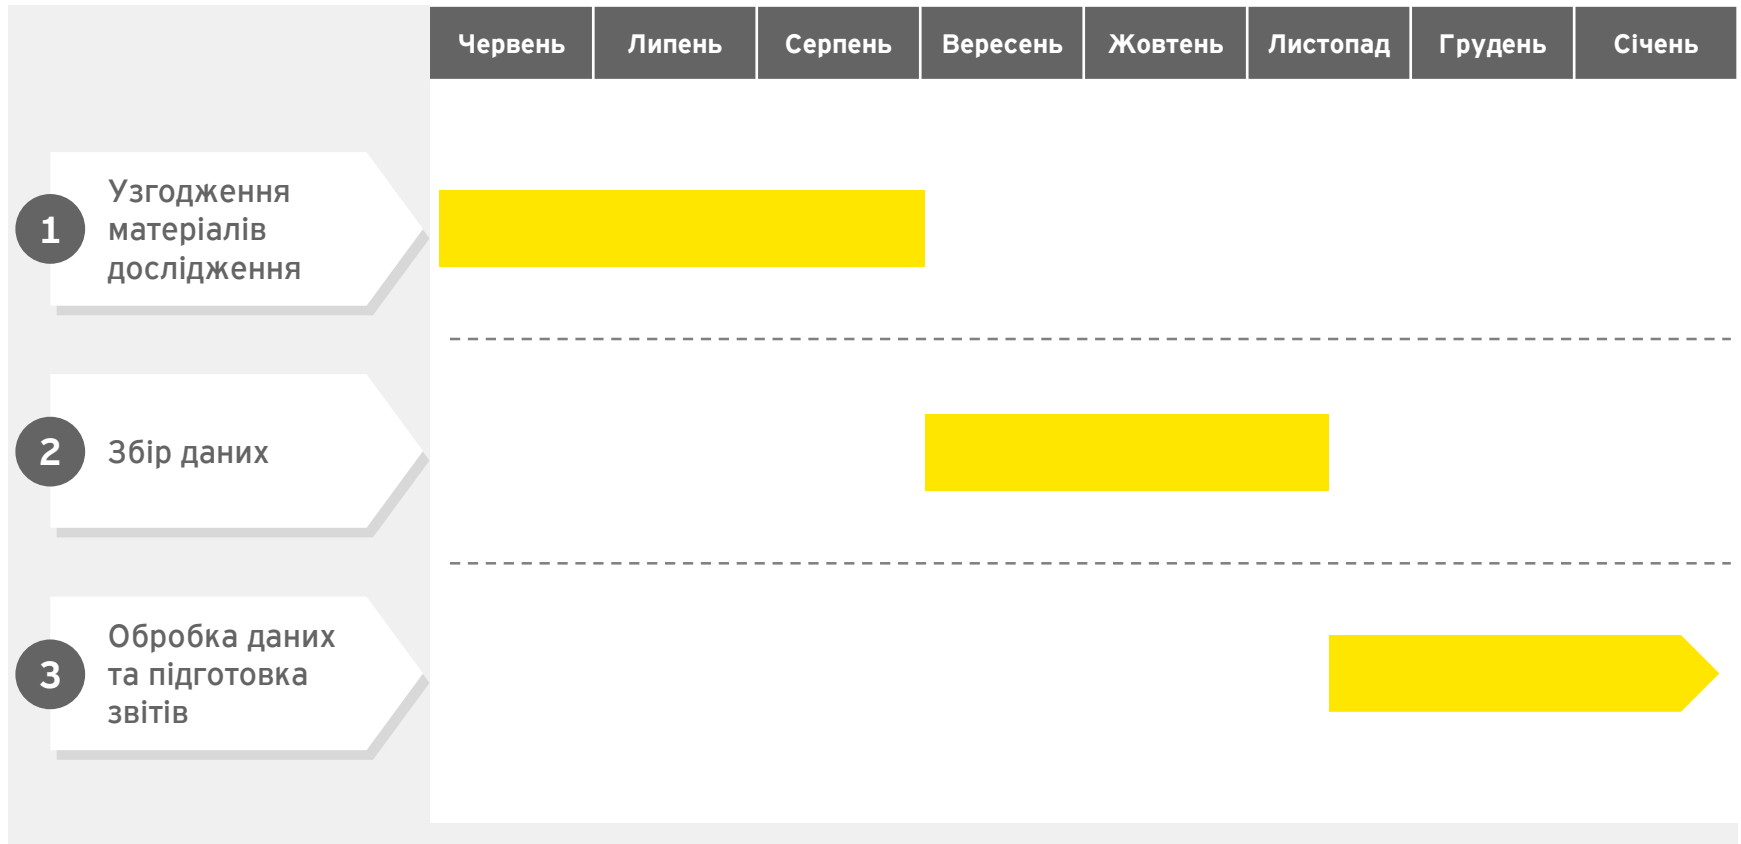 Червень Липень Серпень Вересень Жовтень Листопад Грудень Січень
1
Узгодження
матеріалів
дослідження
2
Збір даних
3
Обробка даних
та підготовка
звітів